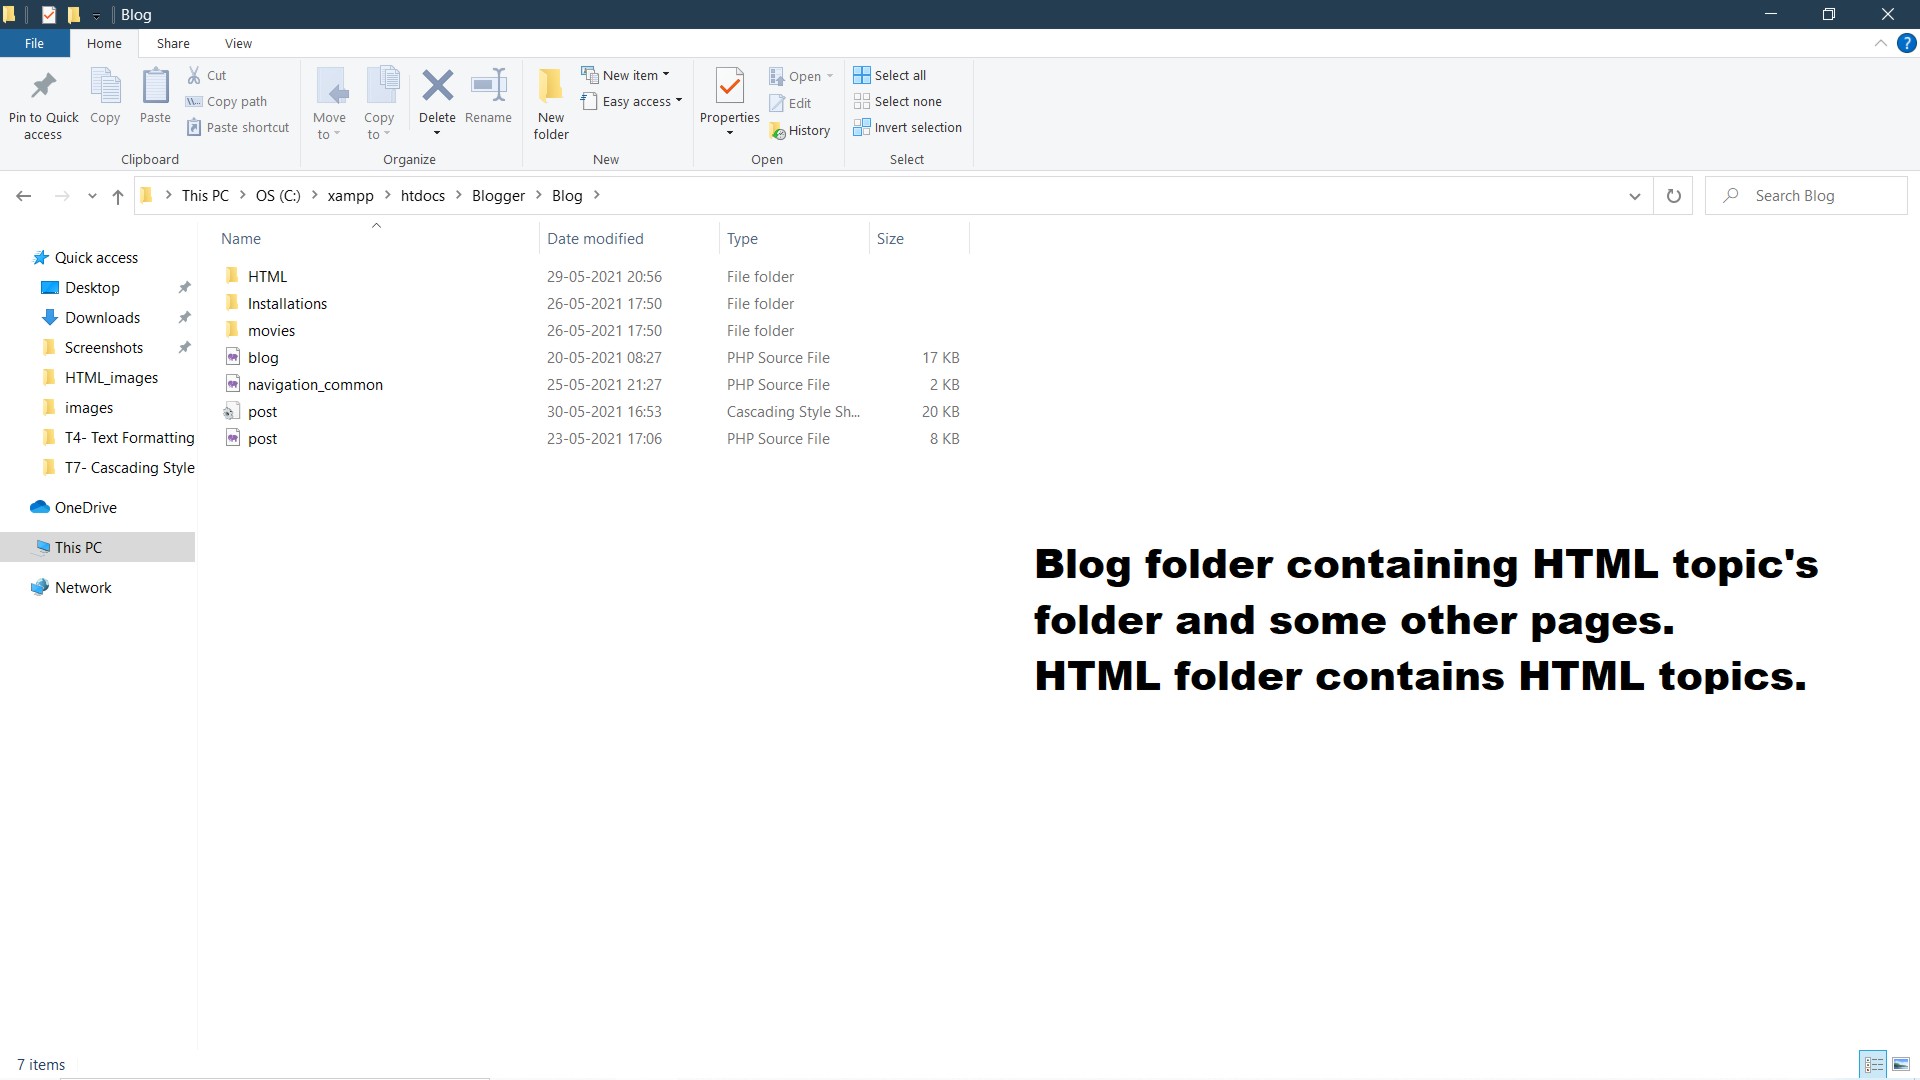 Blog
File Home Share View
Pin to Quick access
Copy
Paste
Cut
Copy path
Paste shortcut
Clipboard
Move to
Copy to
Delete
Rename
Organize
New folder
New item
Easy access
New
Properties
Open
Edit
History
Open
Select all
Select none
Invert selection
Select
This PC > OS (C:) > xampp > htdocs > Blogger > Blog >
Search Blog
Quick access
Desktop
Downloads
Screenshots
HTML_images
images
T4- Text Formatting
T7- Cascading Style
OneDrive
This PC
Network
Name Date modified Type Size
HTML 29-05-2021 20:56 File folder
Installations 26-05-2021 17:50 File folder
movies 26-05-2021 17:50 File folder
blog 20-05-2021 08:27 PHP Source File 17 KB
navigation_common 25-05-2021 21:27 PHP Source File 2 KB
post 30-05-2021 16:53 Cascading Style Sh... 20 KB
post 23-05-2021 17:06 PHP Source File 8 KB
Blog folder containing HTML topic's
folder and some other pages.
HTML folder contains HTML topics.
7 items